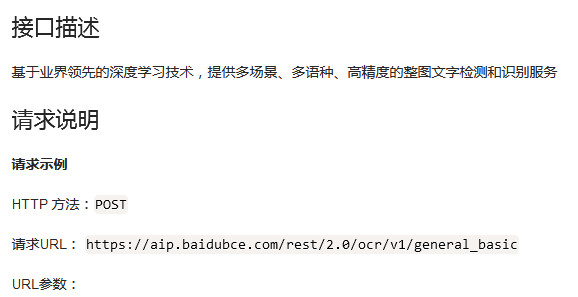 接口描述
基于业界领先的深度学习技术，提供多场景、多语种、高精度的整图文字检测和识别服务
请求说明
请求示例
HTTP 方法：POST
请求URL： https://aip.baidubce.com/rest/2.0/ocr/v1/general_basic
URL参数：